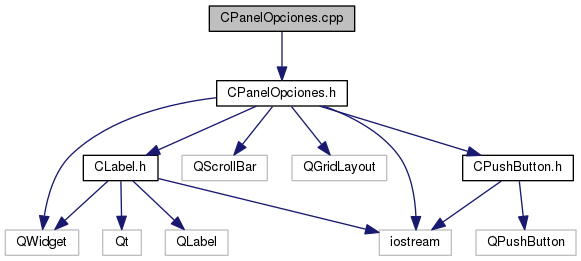 CPanelOpciones.cpp
CPanelOpciones.h
CLabel.h
QScrollBar
QGridLayout
CPushButton.h
QWidget
Qt
QLabel
iostream
QPushButton